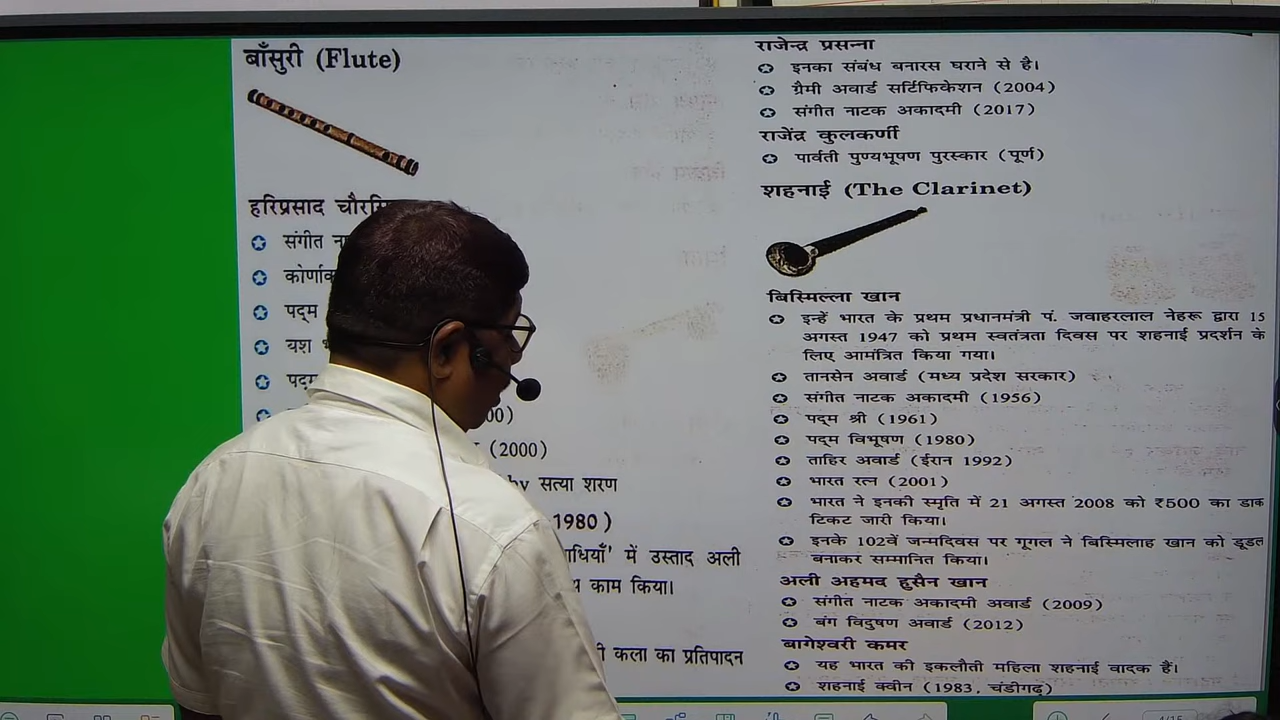 बाँसुरी (Flute)
हरिप्रसाद
संगीत
पद्म
यश
(2000)
by सत्या शरण
1980 )
में उस्ताद अली
काम किया।
कला का प्रतिपादन
राजेन्द्र प्रसन्ना
इनका संबंध बनारस घराने से है।
ग्रैमी अवार्ड सर्टिफिकेशन (2004)
संगीत नाटक अकादमी (2017)
राजेंद्र कुलकर्णी
पार्वती पुण्यभूषण पुरस्कार (पूर्ण)
शहनाई (The Clarinet)
बिस्मिल्ला खान
इन्हें भारत के प्रथम प्रधानमंत्री पं. जवाहरलाल नेहरू द्वारा 15
अगस्त 1947 को प्रथम स्वतंत्रता दिवस पर शहनाई प्रदर्शन के
लिए आमंत्रित किया गया।
तानसेन अवार्ड (मध्य प्रदेश सरकार)
संगीत नाटक अकादमी (1956)
पद्म श्री (1961)
पद्म विभूषण (1980)
ताहिर अवार्ड (ईरान 1992)
भारत रत्न (2001)
भारत ने इनकी स्मृति में 21 अगस्त 2008 को ₹500 का डाक
टिकट जारी किया।
इनके 102वें जन्मदिवस पर गूगल ने बिस्मिलाह खान को डूडल
बनाकर सम्मानित किया।
अली अहमद हुसैन खान
संगीत नाटक अकादमी अवार्ड (2009)
बंग विदुषण अवार्ड (2012)
बागेश्वरी कमर
यह भारत की इकलौती महिला शहनाई वादक हैं।
शहनाई क्वीन (1983, चंडीगढ़)